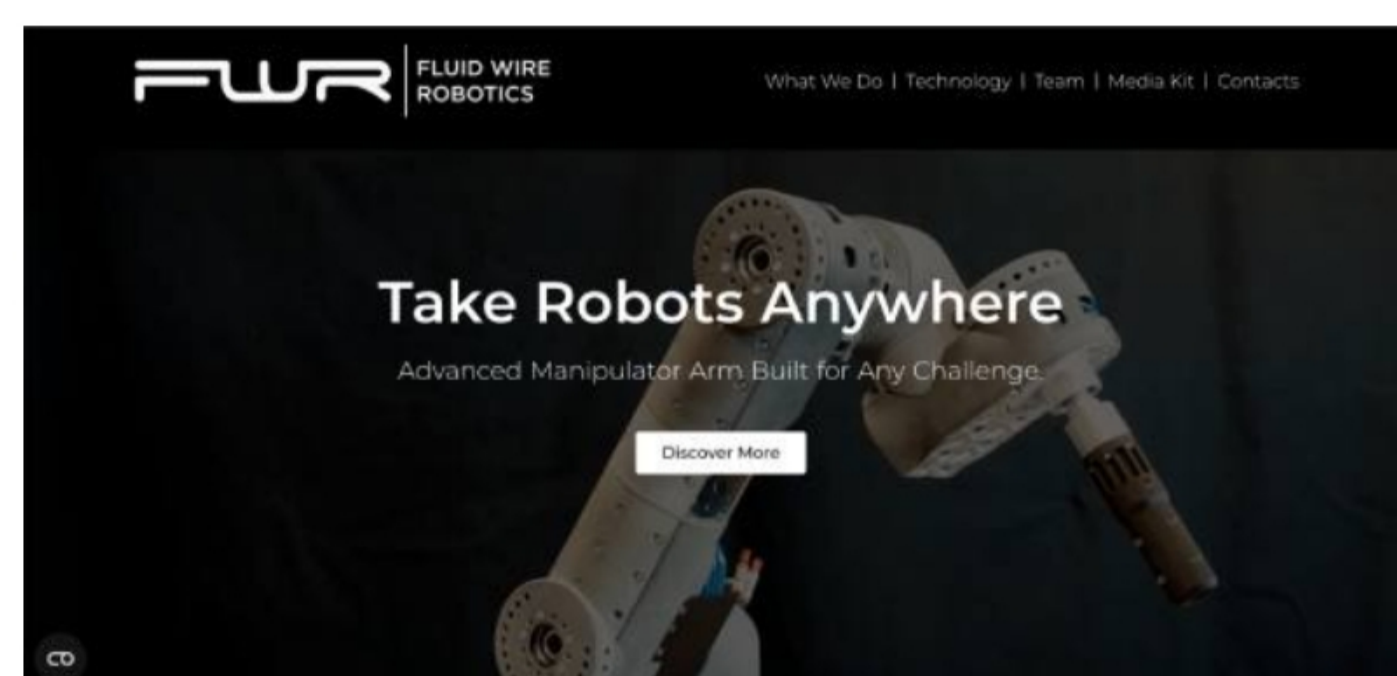 FWR
FLUID WIRE
ROBOTICS
What We Do | Technology | Team | Media Kit | Contacts
Take Robots Anywhere
Advanced Manipulator Arm Built for Any Challenge.
Discover More